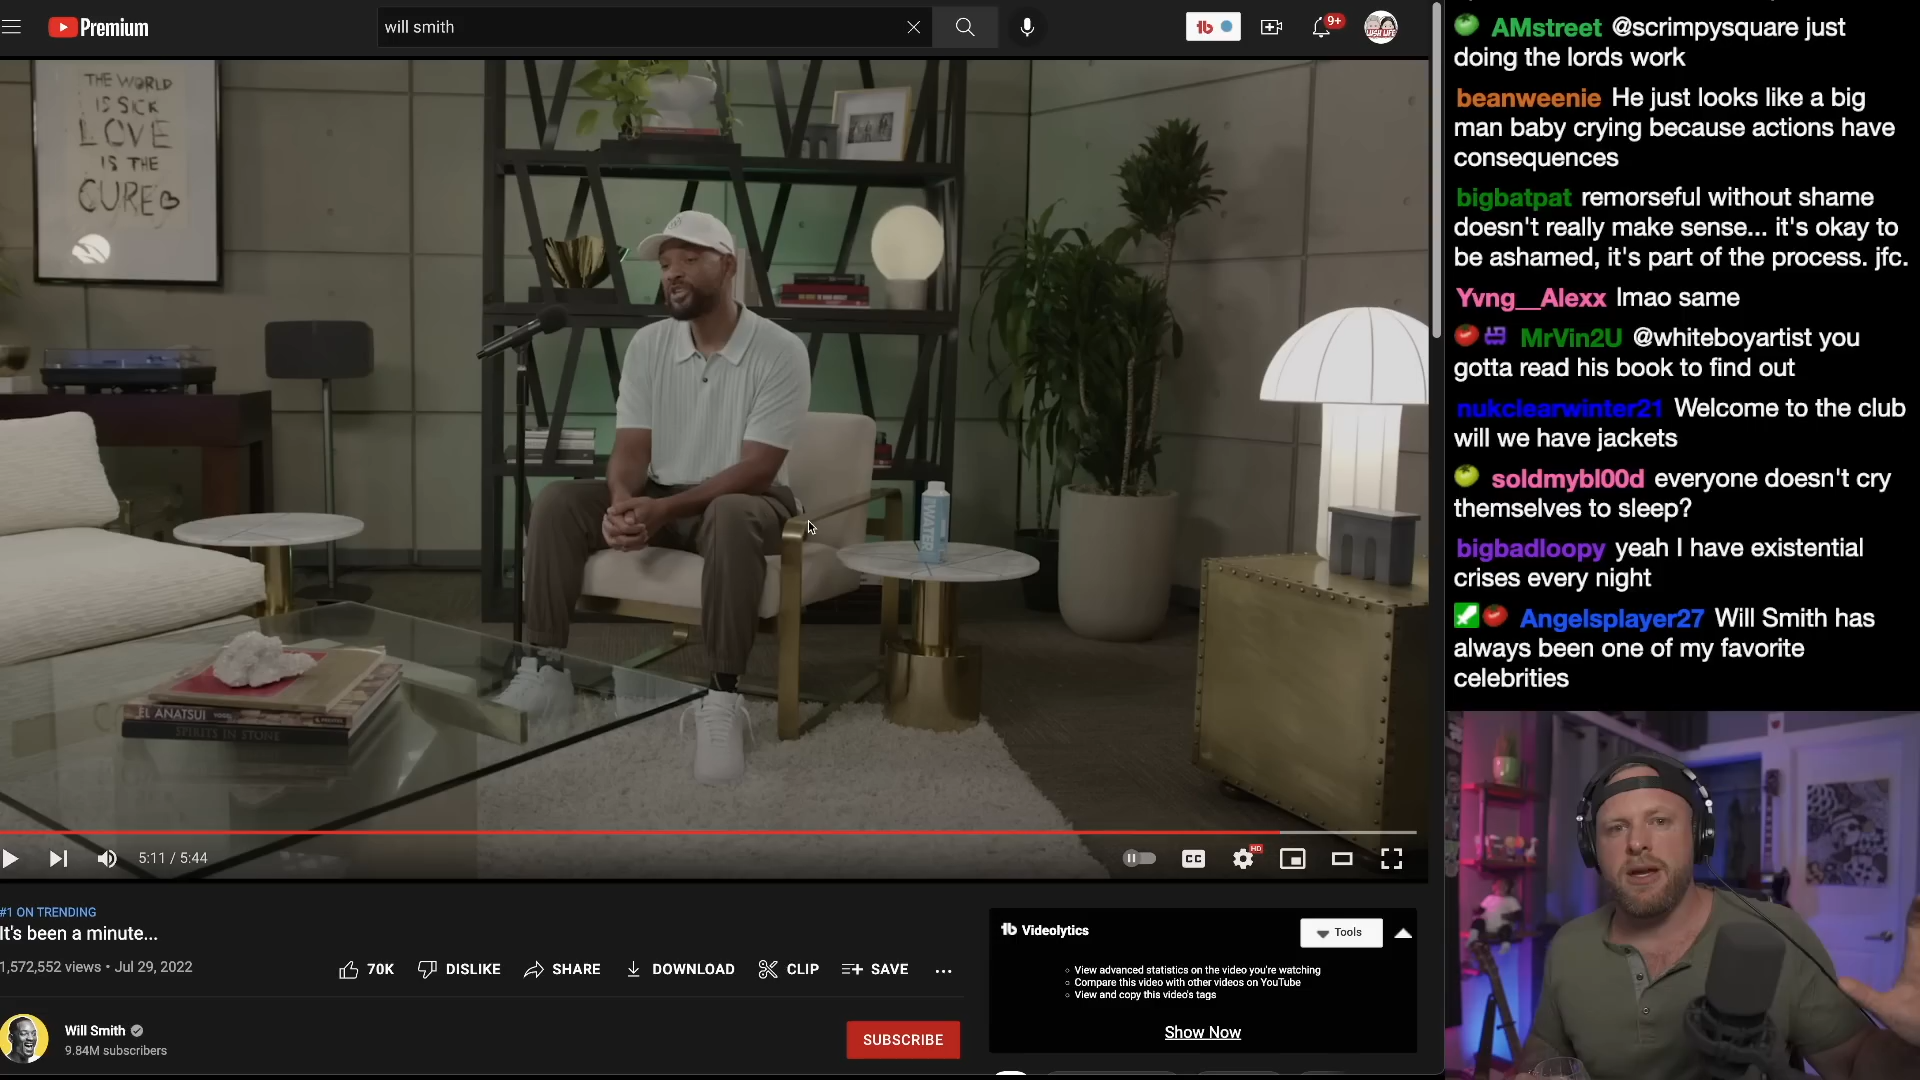 Premium
will smith
9+
THE WORLD
IS SICK
LOVE
IS THE
CURE
WATER
EL ANATSUI
SPIRITS IN STONE
5:11 / 5:44
CC
HD
#1 ON TRENDING
It's been a minute...
1,572,552 views • Jul 29, 2022
70K
DISLIKE
SHARE
DOWNLOAD
CLIP
SAVE
Will Smith
9.84M subscribers
SUBSCRIBE
Videolytics
Tools
View advanced statistics on the video you're watching
Compare this video with other videos on YouTube
View and copy this video's tags
Show Now
AMstreet @scrimpysquare just
doing the lords work
beanweenie He just looks like a big
man baby crying because actions have
consequences
bigbatpat remorseful without shame
doesn't really make sense... it's okay to
be ashamed, it's part of the process. jfc.
Yvng__Alexx lmao same
MrVin2U @whiteboyartist you
gotta read his book to find out
nukclearwinter21 Welcome to the club
will we have jackets
soldmybl00d everyone doesn't cry
themselves to sleep?
bigbadloopy yeah I have existential
crises every night
Angelsplayer27 Will Smith has
always been one of my favorite
celebrities